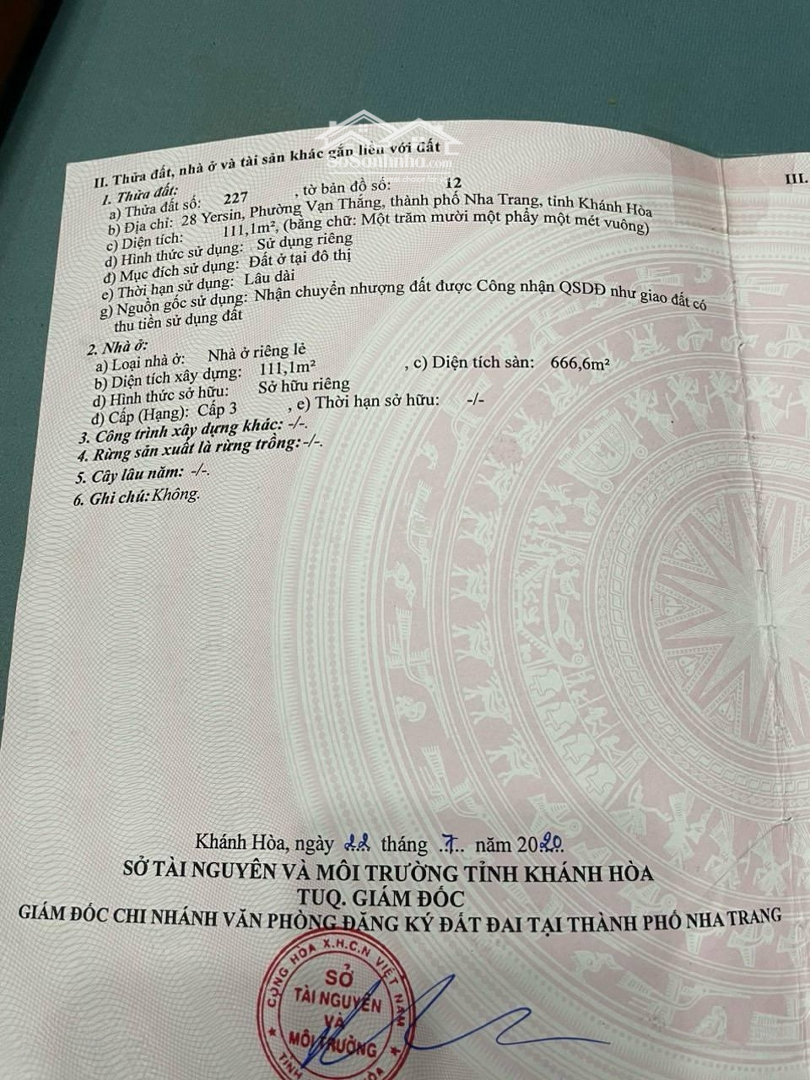 II. Thửa đất, nhà ở và tài sản khác gắn liền với đất
III.
1. Thửa đất:
a) Thửa đất số: 227 , tờ bản đồ số: 12
b) Địa chỉ: 28 Yersin, Phường Vạn Thắng, thành phố Nha Trang, tỉnh Khánh Hòa
c) Diện tích: 111,1m², (bằng chữ: Một trăm mười một phẩy một mét vuông)
d) Hình thức sử dụng: Sử dụng riêng
đ) Mục đích sử dụng: Đất ở tại đô thị
e) Thời hạn sử dụng: Lâu dài
g) Nguồn gốc sử dụng: Nhận chuyển nhượng đất được Công nhận QSDĐ như giao đất có
thu tiền sử dụng đất
2. Nhà ở:
a) Loại nhà ở: Nhà ở riêng lẻ
b) Diện tích xây dựng: 111,1m² , c) Diện tích sàn: 666,6m²
d) Hình thức sở hữu: Sở hữu riêng
đ) Cấp (Hạng): Cấp 3 , e) Thời hạn sở hữu: -/-
3. Công trình xây dựng khác: -/-.
4. Rừng sản xuất là rừng trồng: -/-.
5. Cây lâu năm: -/-.
6. Ghi chú: Không.
Khánh Hòa, ngày 22 tháng .7.. năm 2020.
SỞ TÀI NGUYÊN VÀ MÔI TRƯỜNG TỈNH KHÁNH HÒA
TUQ. GIÁM ĐỐC
GIÁM ĐỐC CHI NHÁNH VĂN PHÒNG ĐĂNG KÝ ĐẤT ĐAI TẠI THÀNH PHỐ NHA TRANG
CỘNG HÒA X.H.C.N VIỆT NAM
SỞ
TÀI NGUYÊN
VÀ
MÔI TRƯỜNG